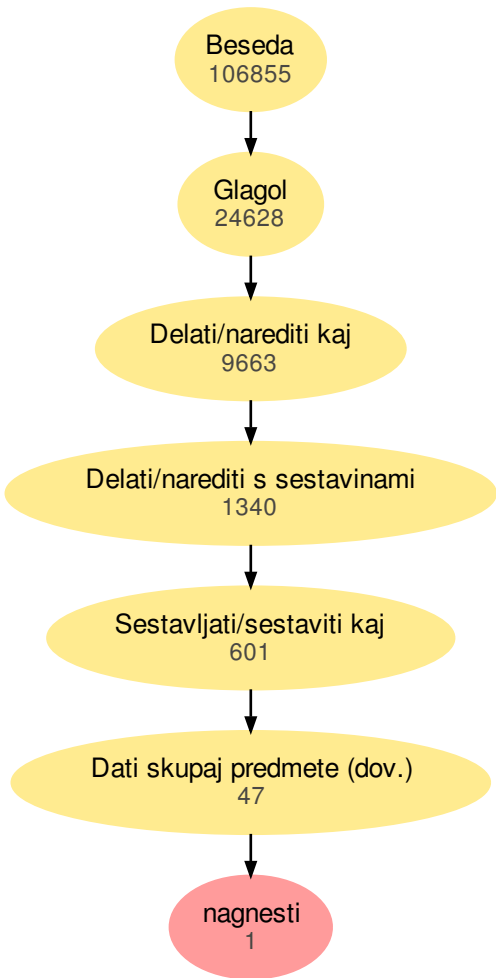 Beseda
106855
Glagol
24628
Delati/narediti kaj
9663
Delati/narediti s sestavinami
1340
Sestavljati/sestaviti kaj
601
Dati skupaj predmete (dov.)
47
nagnesti
1